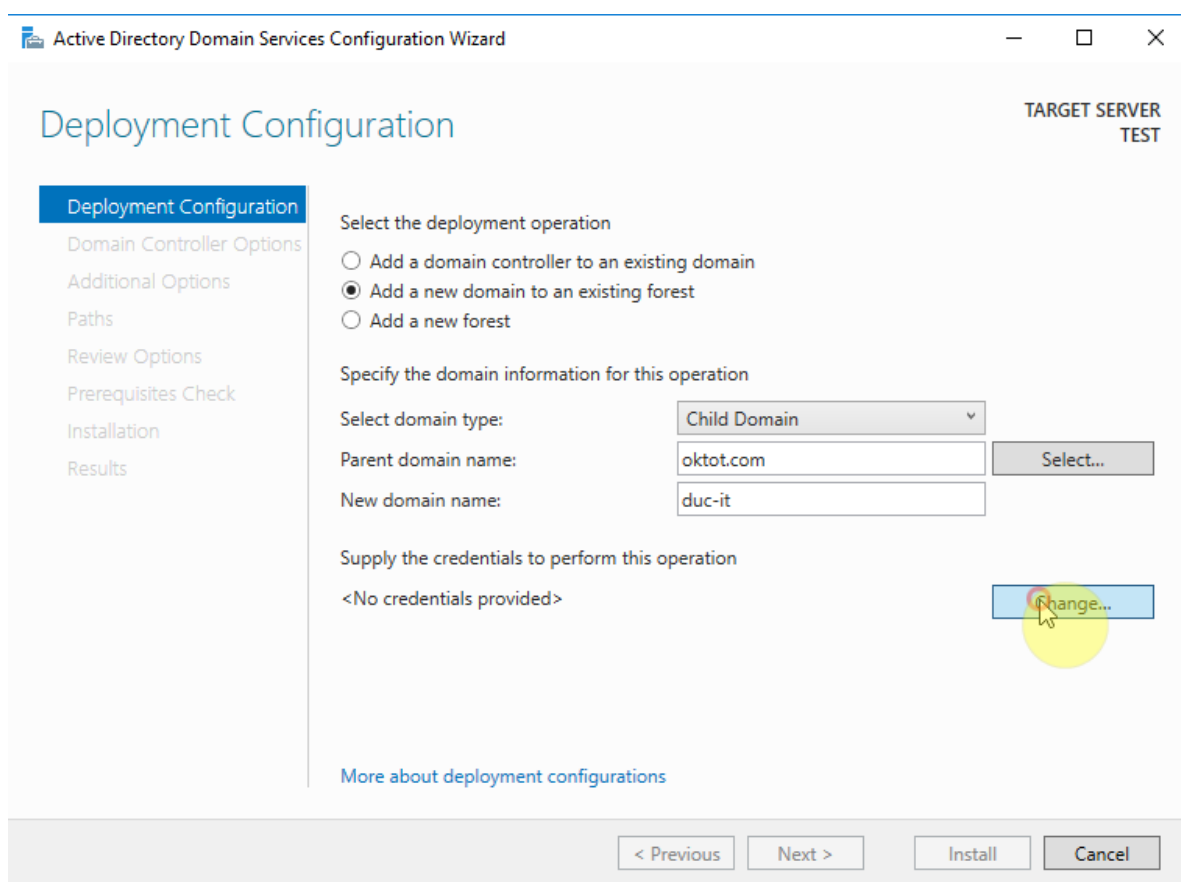 Active Directory Domain Services Configuration Wizard
Deployment Configuration
TARGET SERVER
TEST
Deployment Configuration
Domain Controller Options
Additional Options
Paths
Review Options
Prerequisites Check
Installation
Results
Select the deployment operation
Add a domain controller to an existing domain
Add a new domain to an existing forest
Add a new forest
Specify the domain information for this operation
Select domain type: Child Domain
Parent domain name: oktot.com Select...
New domain name: duc-it
Supply the credentials to perform this operation
<No credentials provided> Change...
More about deployment configurations
< Previous Next > Install Cancel